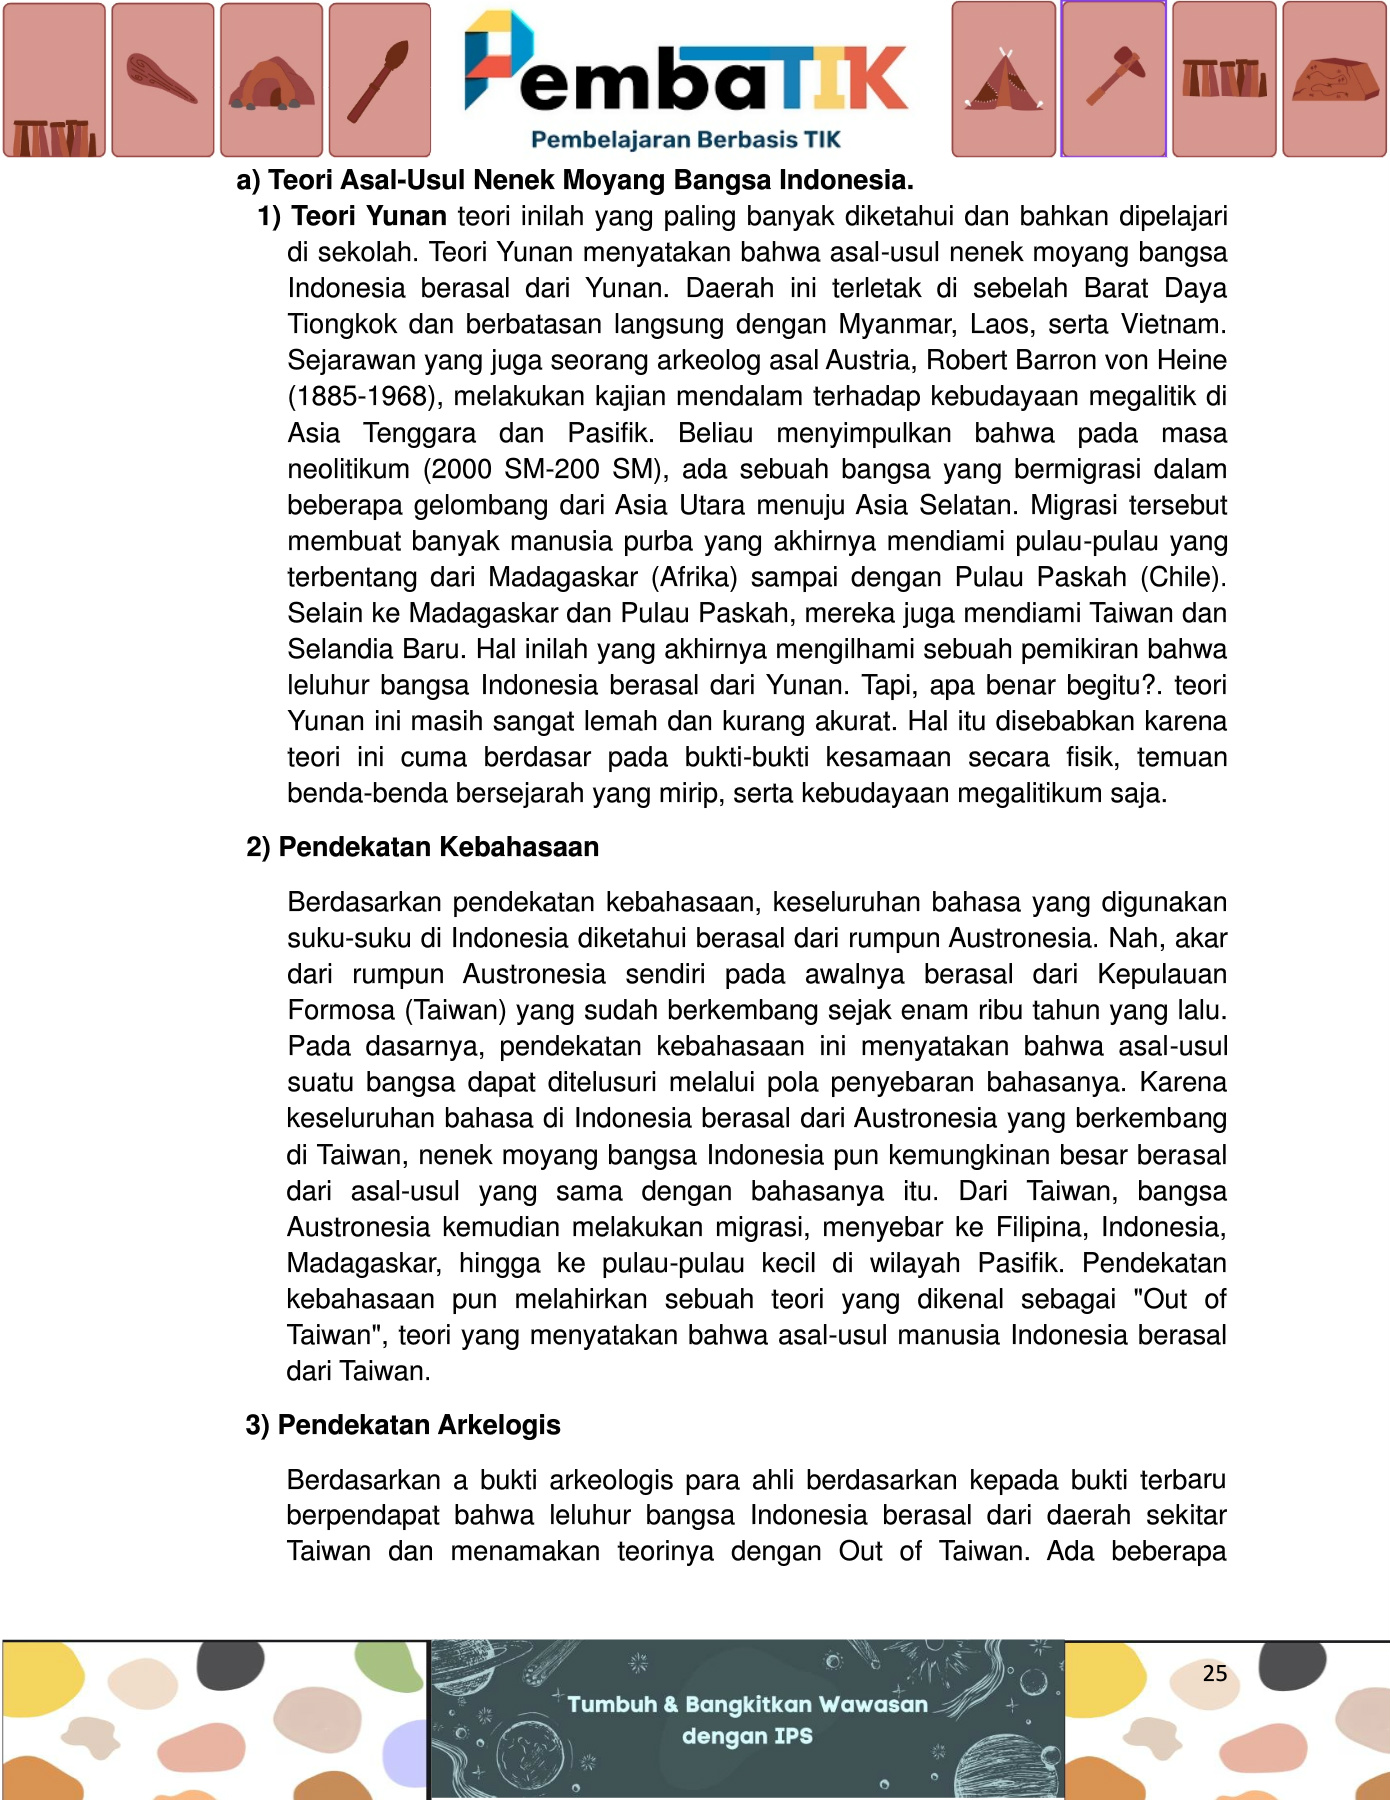 PembaTIK
Pembelajaran Berbasis TIK
a) Teori Asal-Usul Nenek Moyang Bangsa Indonesia.
1) Teori Yunan teori inilah yang paling banyak diketahui dan bahkan dipelajari
di sekolah. Teori Yunan menyatakan bahwa asal-usul nenek moyang bangsa
Indonesia berasal dari Yunan. Daerah ini terletak di sebelah Barat Daya
Tiongkok dan berbatasan langsung dengan Myanmar, Laos, serta Vietnam.
Sejarawan yang juga seorang arkeolog asal Austria, Robert Barron von Heine
(1885-1968), melakukan kajian mendalam terhadap kebudayaan megalitik di
Asia Tenggara dan Pasifik. Beliau menyimpulkan bahwa pada masa
neolitikum (2000 SM-200 SM), ada sebuah bangsa yang bermigrasi dalam
beberapa gelombang dari Asia Utara menuju Asia Selatan. Migrasi tersebut
membuat banyak manusia purba yang akhirnya mendiami pulau-pulau yang
terbentang dari Madagaskar (Afrika) sampai dengan Pulau Paskah (Chile).
Selain ke Madagaskar dan Pulau Paskah, mereka juga mendiami Taiwan dan
Selandia Baru. Hal inilah yang akhirnya mengilhami sebuah pemikiran bahwa
leluhur bangsa Indonesia berasal dari Yunan. Tapi, apa benar begitu?. teori
Yunan ini masih sangat lemah dan kurang akurat. Hal itu disebabkan karena
teori ini cuma berdasar pada bukti-bukti kesamaan secara fisik, temuan
benda-benda bersejarah yang mirip, serta kebudayaan megalitikum saja.
2) Pendekatan Kebahasaan
Berdasarkan pendekatan kebahasaan, keseluruhan bahasa yang digunakan
suku-suku di Indonesia diketahui berasal dari rumpun Austronesia. Nah, akar
dari rumpun Austronesia sendiri pada awalnya berasal dari Kepulauan
Formosa (Taiwan) yang sudah berkembang sejak enam ribu tahun yang lalu.
Pada dasarnya, pendekatan kebahasaan ini menyatakan bahwa asal-usul
suatu bangsa dapat ditelusuri melalui pola penyebaran bahasanya. Karena
keseluruhan bahasa di Indonesia berasal dari Austronesia yang berkembang
di Taiwan, nenek moyang bangsa Indonesia pun kemungkinan besar berasal
dari asal-usul yang sama dengan bahasanya itu. Dari Taiwan, bangsa
Austronesia kemudian melakukan migrasi, menyebar ke Filipina, Indonesia,
Madagaskar, hingga ke pulau-pulau kecil di wilayah Pasifik. Pendekatan
kebahasaan pun melahirkan sebuah teori yang dikenal sebagai "Out of
Taiwan", teori yang menyatakan bahwa asal-usul manusia Indonesia berasal
dari Taiwan.
3) Pendekatan Arkelogis
Berdasarkan a bukti arkeologis para ahli berdasarkan kepada bukti terbaru
berpendapat bahwa leluhur bangsa Indonesia berasal dari daerah sekitar
Taiwan dan menamakan teorinya dengan Out of Taiwan. Ada beberapa
25
Tumbuh & Bangkitkan Wawasan
dengan IPS